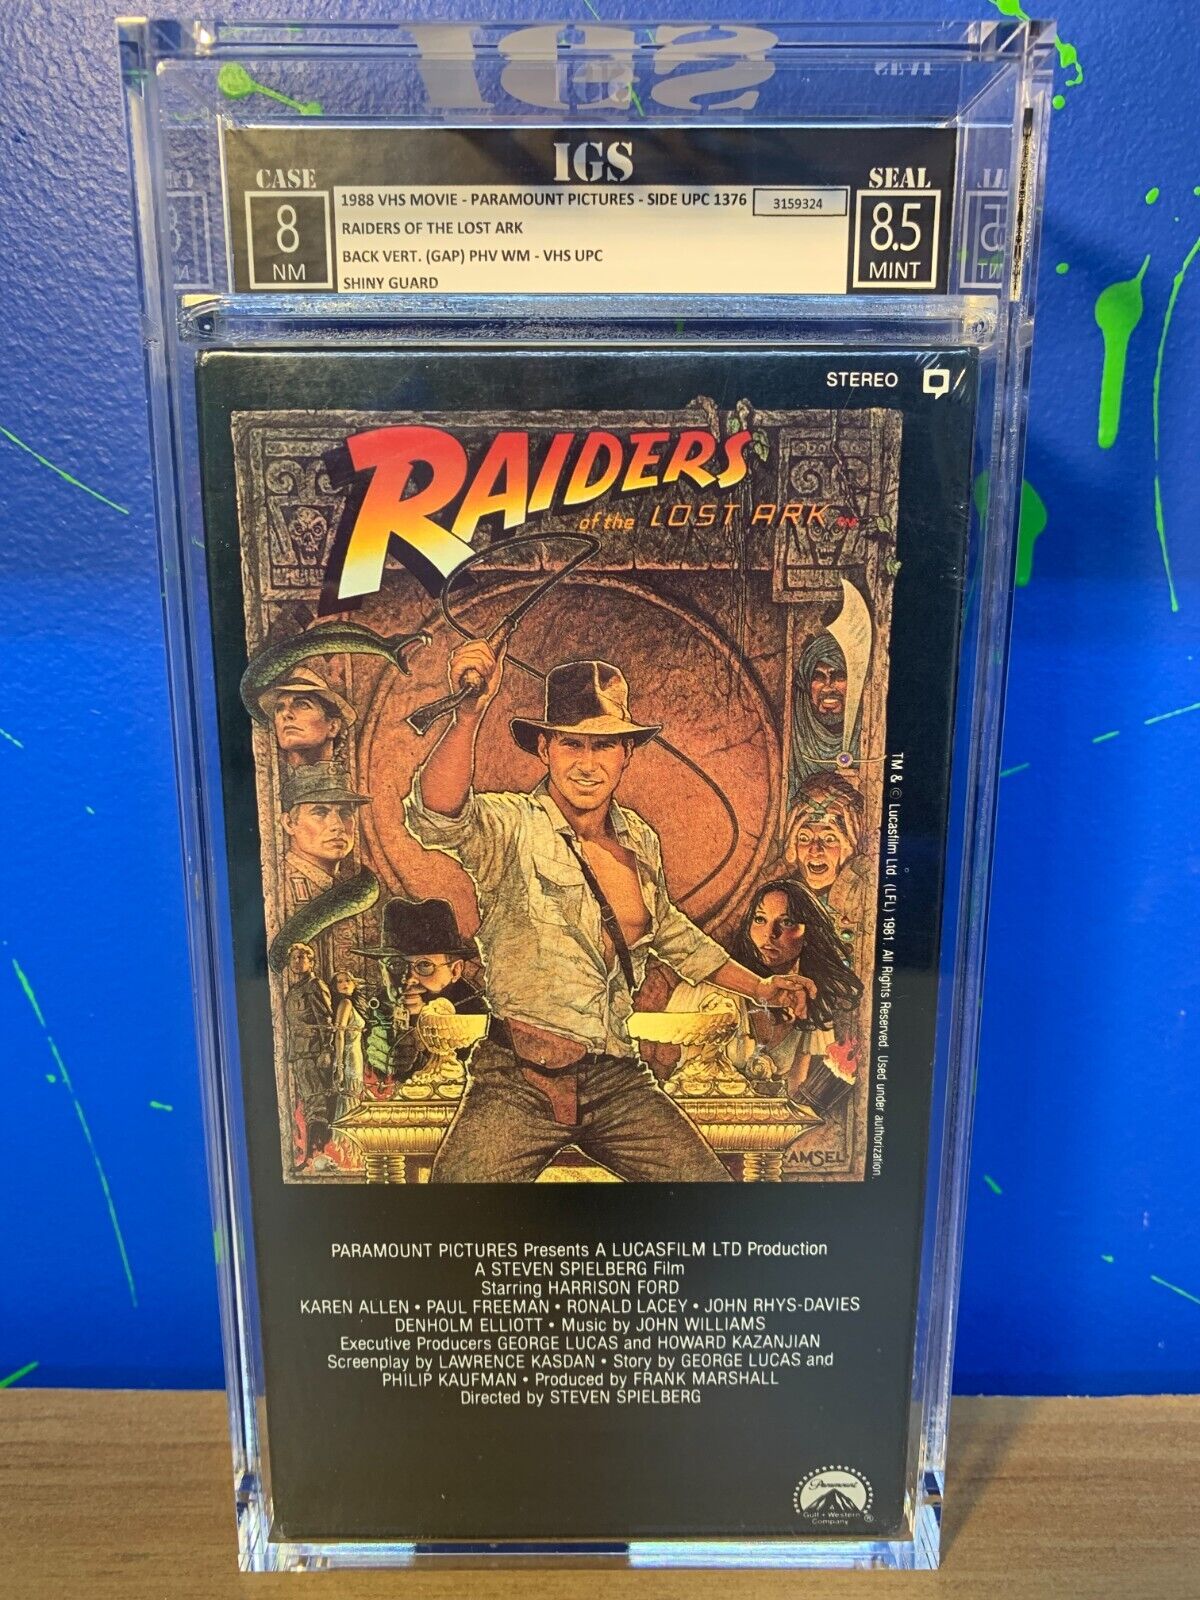 IGS
IGS
CASE
8
NM
1988 VHS MOVIE - PARAMOUNT PICTURES - SIDE UPC 1376
3159324
RAIDERS OF THE LOST ARK
BACK VERT. (GAP) PHV WM - VHS UPC
SHINY GUARD
SEAL
8.5
MINT
STEREO
RAIDERS
of the LOST ARK
TM & © Lucasfilm Ltd. (LFL) 1981. All Rights Reserved. Used under authorization.
AMSEL
PARAMOUNT PICTURES Presents A LUCASFILM LTD Production
A STEVEN SPIELBERG Film
Starring HARRISON FORD
KAREN ALLEN • PAUL FREEMAN • RONALD LACEY • JOHN RHYS-DAVIES
DENHOLM ELLIOTT • Music by JOHN WILLIAMS
Executive Producers GEORGE LUCAS and HOWARD KAZANJIAN
Screenplay by LAWRENCE KASDAN • Story by GEORGE LUCAS and
PHILIP KAUFMAN • Produced by FRANK MARSHALL
Directed by STEVEN SPIELBERG
Paramount
A
Gulf + Western
Company
®